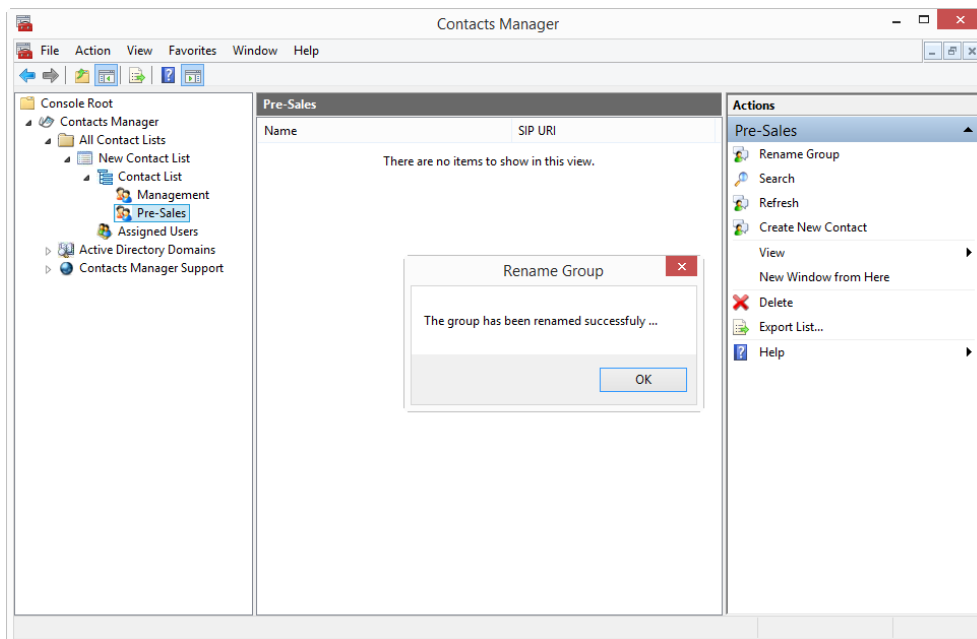 Contacts Manager
File Action View Favorites Window Help
Console Root
Contacts Manager
All Contact Lists
New Contact List
Contact List
Management
Pre-Sales
Assigned Users
Active Directory Domains
Contacts Manager Support
Pre-Sales
Name SIP URI
There are no items to show in this view.
Rename Group
The group has been renamed successfuly ...
OK
Actions
Pre-Sales
Rename Group
Search
Refresh
Create New Contact
View
New Window from Here
Delete
Export List...
Help